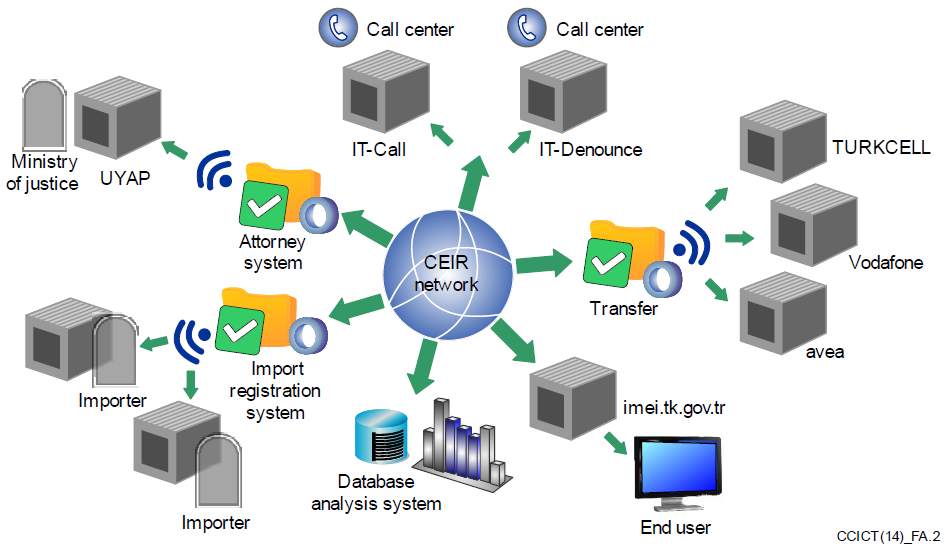 Call center
Call center
IT-Call
IT-Denounce
Ministry
of justice
UYAP
TURKCELL
Attorney
system
CEIR
network
Transfer
Vodafone
avea
Import
registration
system
Importer
Importer
imei.tk.gov.tr
Database
analysis system
End user
CCICT(14)_FA.2